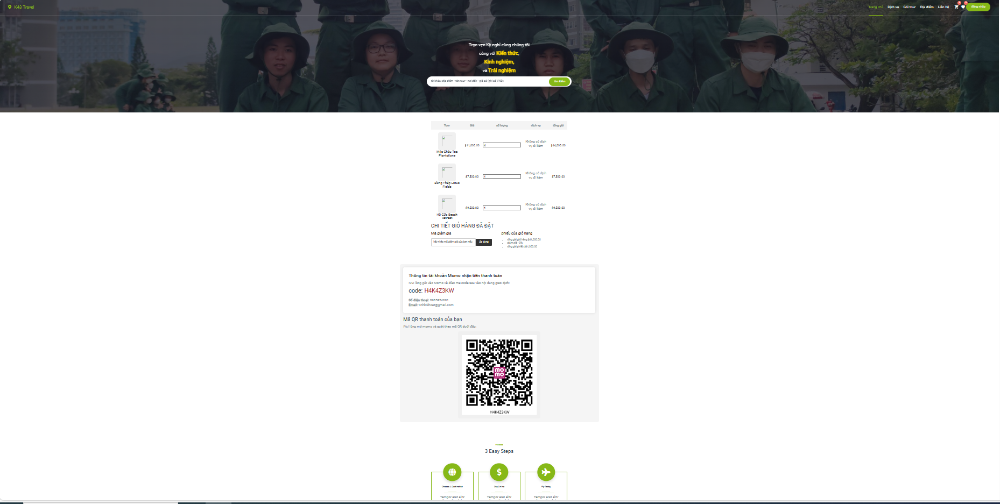 K43 Travel
Trang chủ
Dịch vụ
Gói tour
Địa điểm
Liên hệ
đăng nhập
Trọn vẹn Kỳ nghỉ cùng chúng tôi
cùng với Kiến thức,
Kinh nghiệm,
và Trải nghiệm
từ khóa: địa điểm - tên tour - nơi đến - giá cả (ghi số VND)
tìm kiếm
Tour Giá số lượng dịch vụ tổng giá
$11,000.00 4 Không có dịch vụ đi kèm $44,000.00
Mộc Châu Tea
Plantations
$7,500.00 1 Không có dịch vụ đi kèm $7,500.00
Đồng Tháp Lotus
Fields
$9,500.00 1 Không có dịch vụ đi kèm $9,500.00
Hồ Cốc Beach
Retreat
CHI TIẾT GIỎ HÀNG ĐÃ ĐẶT
Mã giảm giá
hãy nhập mã giảm giá của bạn nếu
Áp dụng
phiếu của giỏ hàng
tổng giá giỏ hàng $61,000.00
giảm giá - 0%
tổng giá phiếu $61,000.00
Thông tin tài khoản Momo nhận tiền thanh toán
IVui lòng gửi vào Momo và điền mã code sau vào nội dung giao dịch:
code: H4K4Z3KW
Số điện thoại: 0365854631
Email: tinhklkhost@gmail.com
Mã QR thanh toán của bạn
IVui lòng mở momo và quét theo mã QR dưới đây:
mo
mo
H4K4Z3KW
3 Easy Steps
Choose A Destination
Pay Online
Fly Today
Tempor erat elitr
Tempor erat elitr
Tempor erat elitr